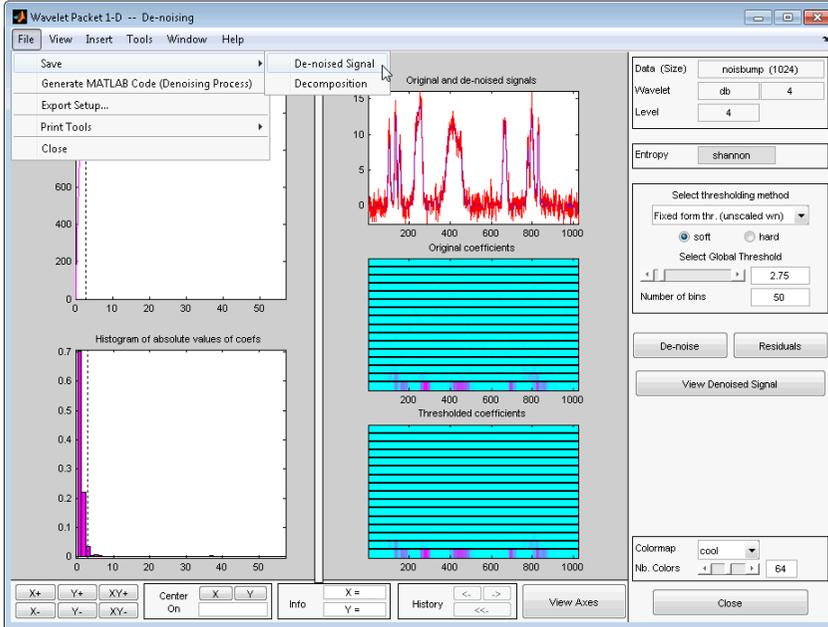 Wavelet Packet 1-D -- De-noising
File View Insert Tools Window Help
Save
Generate MATLAB Code (Denoising Process)
Export Setup...
Print Tools
Close
De-noised Signal
Decomposition
600
400
200
0
0 10 20 30 40 50
Histogram of absolute values of coefs
0.7
0.6
0.5
0.4
0.3
0.2
0.1
0
0 10 20 30 40 50
Original and de-noised signals
15
10
5
0
200 400 600 800 1000
Original coefficients
200 400 600 800 1000
Thresholded coefficients
200 400 600 800 1000
Data (Size) noisbump (1024)
Wavelet db 4
Level 4
Entropy shannon
Select thresholding method
Fixed form thr. (unscaled wn)
soft hard
Select Global Threshold
2.75
Number of bins 50
De-noise Residuals
View Denoised Signal
Colormap cool
Nb. Colors 64
Close
X+ Y+ XY+
X- Y- XY-
Center On X Y
Info X = Y =
History <- -> <<-
View Axes